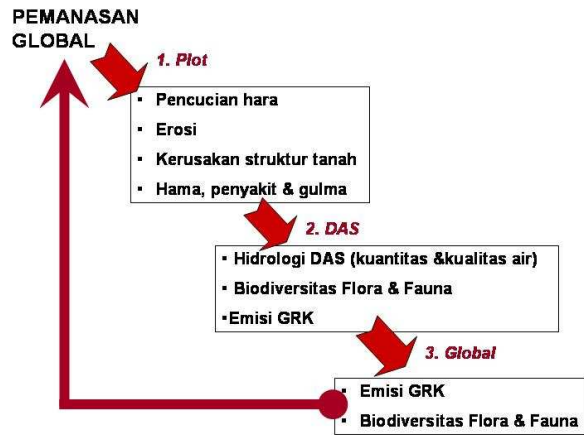 PEMANASAN
GLOBAL
1. Plot
▪ Pencucian hara
▪ Erosi
▪ Kerusakan struktur tanah
▪ Hama, penyakit & gulma
2. DAS
▪ Hidrologi DAS (kuantitas &kualitas air)
▪ Biodiversitas Flora & Fauna
▪Emisi GRK
3. Global
▪ Emisi GRK
▪ Biodiversitas Flora & Fauna